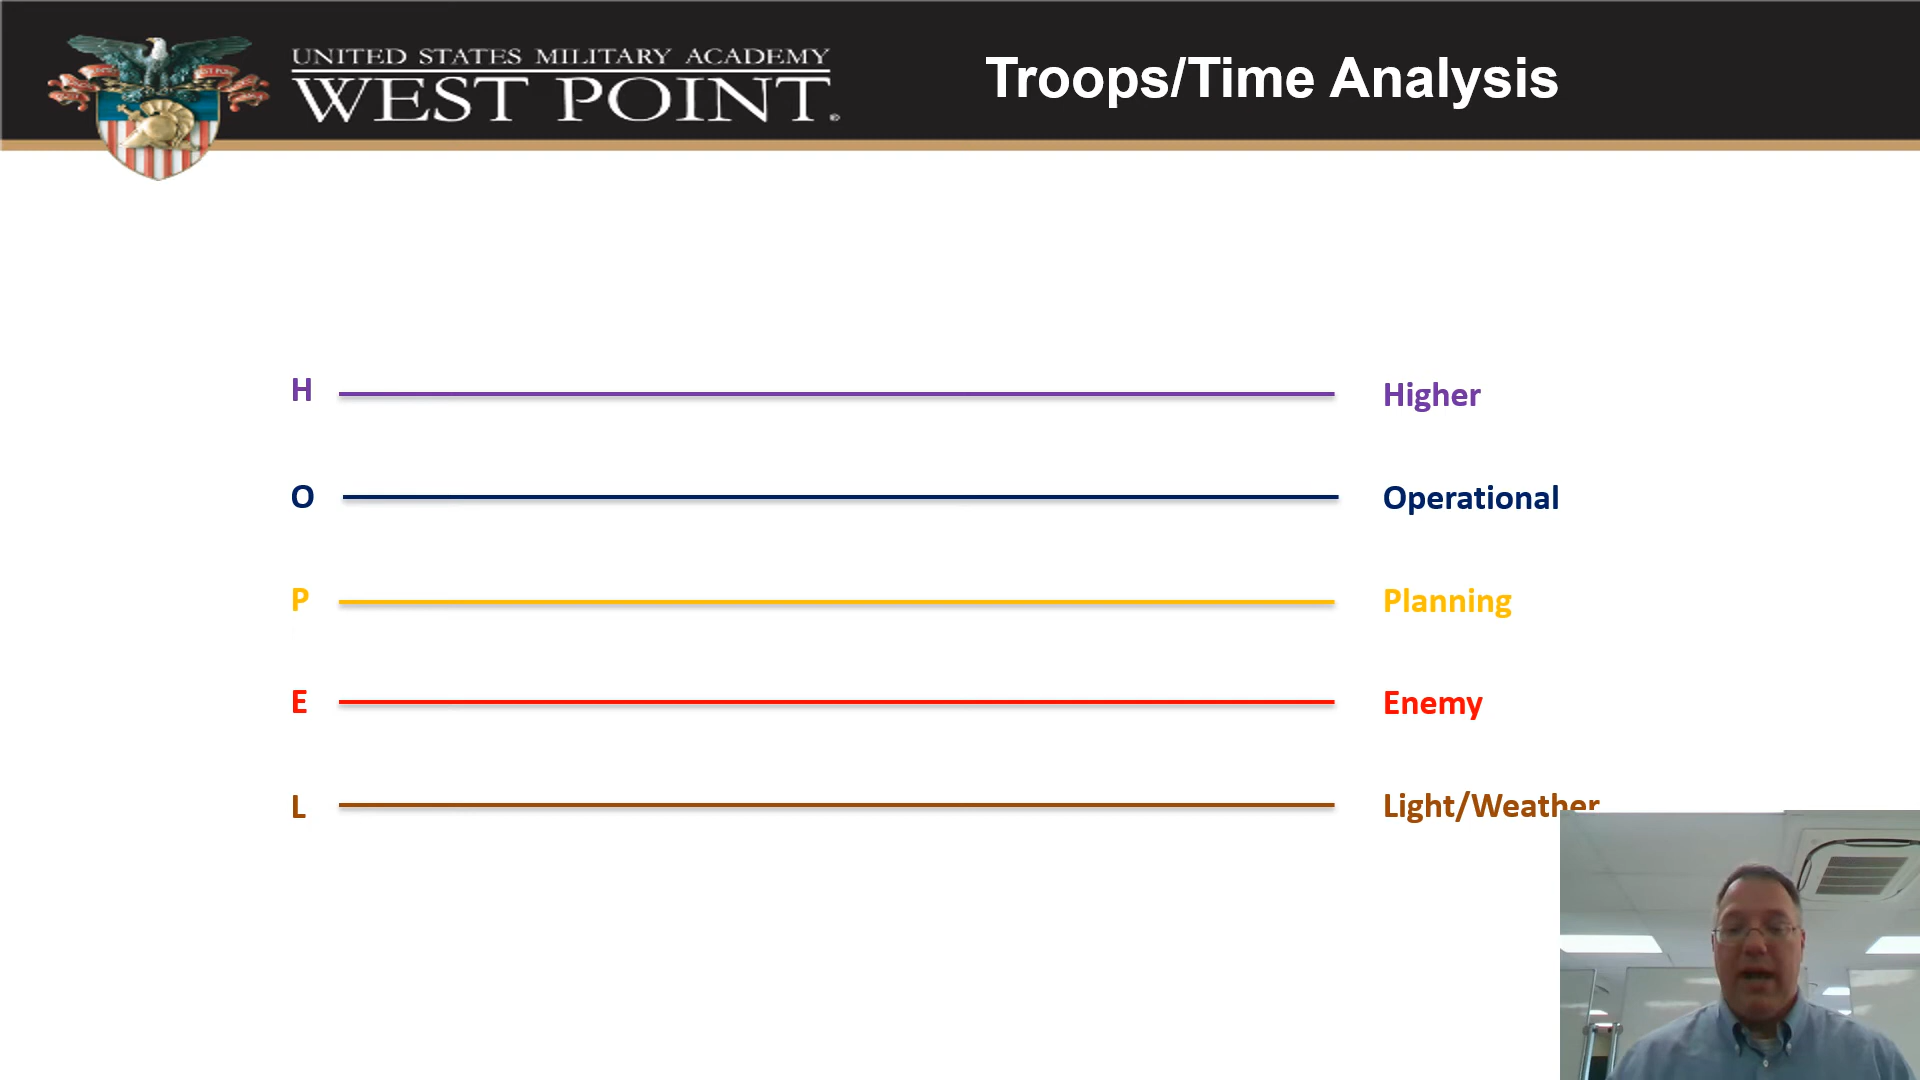 UNITED STATES MILITARY ACADEMY
WEST POINT
Troops/Time Analysis
H Higher
O Operational
P Planning
E Enemy
L Light/Weather